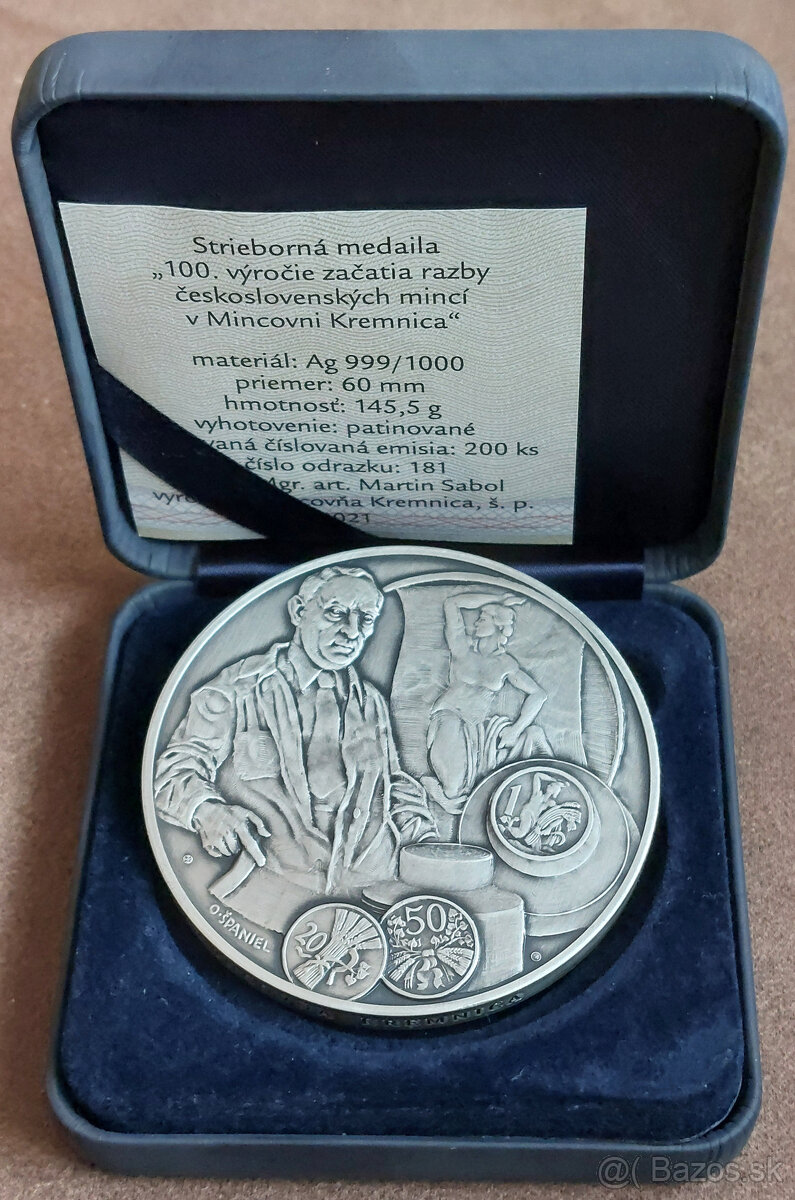 Strieborná medaila
„100. výročie začatia razby
československých mincí
v Mincovni Kremnica“
materiál: Ag 999/1000
priemer: 60 mm
hmotnosť: 145,5 g
vyhotovenie: patinované
číslovaná emisia: 200 ks
číslo odrazku: 181
Mgr. art. Martin Sabol
Kremnica, š. p.
1
O·ŠPANIEL
20
50
KREMNICA
@( Bazos.sk